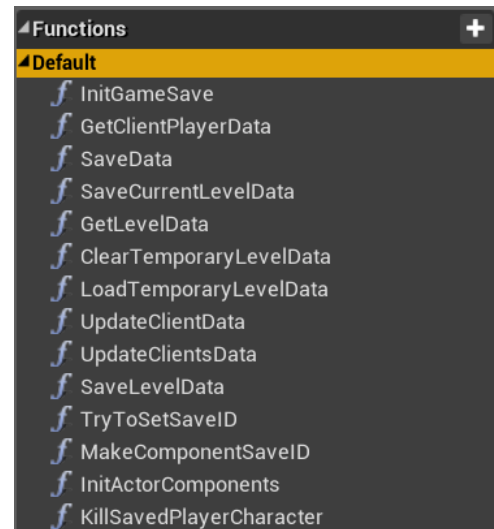 Functions
Default
InitGameSave
GetClientPlayerData
SaveData
SaveCurrentLevelData
GetLevelData
ClearTemporaryLevelData
LoadTemporaryLevelData
UpdateClientData
UpdateClientsData
SaveLevelData
TryToSetSaveID
MakeComponentSaveID
InitActorComponents
KillSavedPlayerCharacter